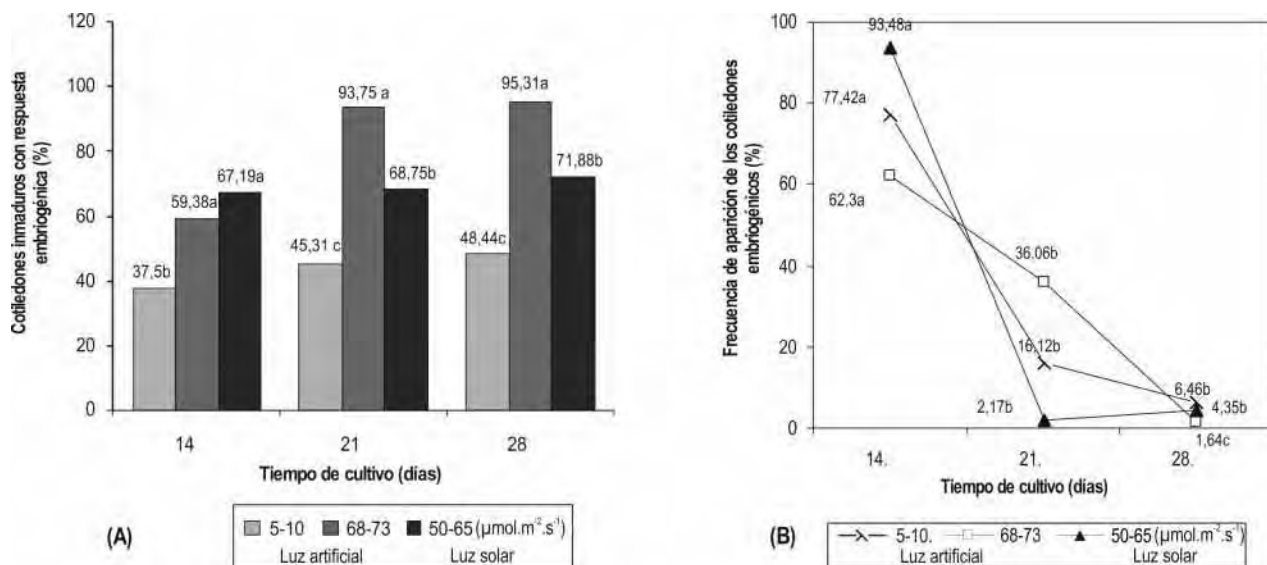 120
100
80
60
40
20
0
Cotiledones inmaduros con respuesta
embriogénica (%)
37,5b
59,38a
67,19a
45,31 c
93,75 a
68,75b
48,44c
95,31a
71,88b
14
21
28
Tiempo de cultivo (días)
(A)
5-10
68-73
50-65 (µmol.m⁻².s⁻¹)
Luz artificial
Luz solar
100
80
60
40
20
0
Frecuencia de aparición de los cotiledones
embriogénicos (%)
93,48a
77,42a
62.3a
36.06b
16,12b
2,17b
6,46b
4,35b
1,64c
14.
21.
28.
Tiempo de cultivo (días)
(B)
5-10.
68-73
50-65 (µmol.m⁻².s⁻¹)
Luz artificial
Luz solar